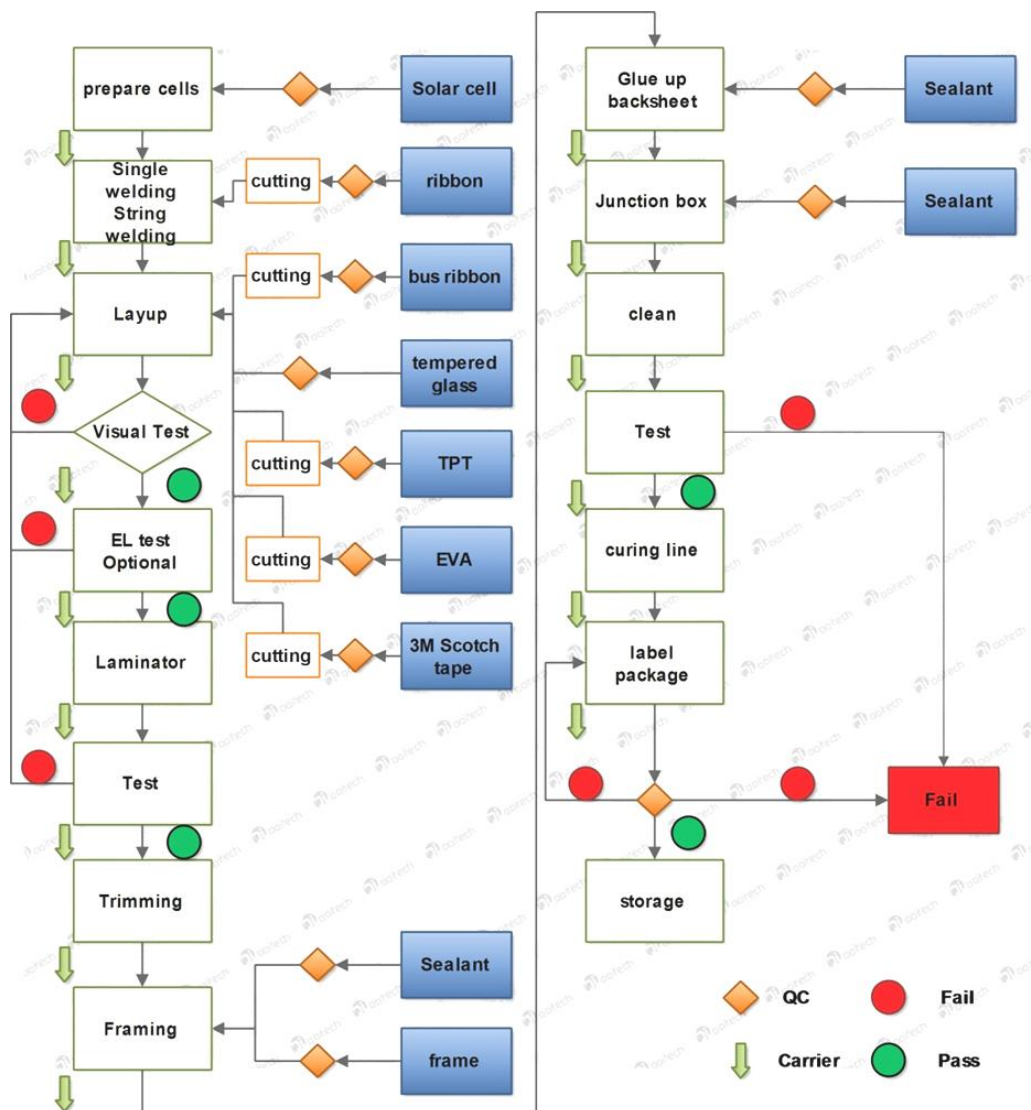 prepare cells
Solar cell
Single
welding
String
welding
cutting
ribbon
cutting
bus ribbon
Layup
tempered
glass
Visual Test
cutting
TPT
EL test
Optional
cutting
EVA
Laminator
cutting
3M Scotch
tape
Test
Trimming
Sealant
Framing
frame
Glue up
backsheet
Sealant
Junction box
Sealant
clean
Test
curing line
label
package
Fail
storage
QC
Fail
Carrier
Pass
ootech